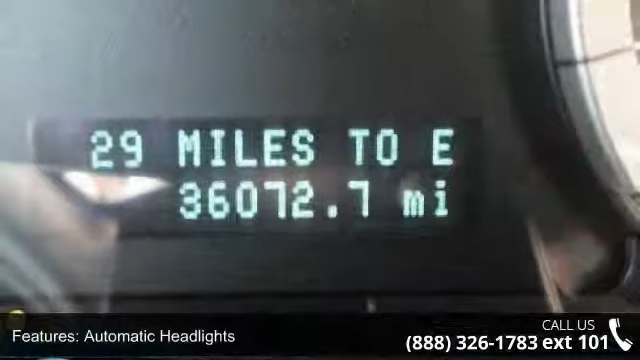 29 MILES TO E
36072.7 mi
Features: Automatic Headlights
CALL US
(888) 326-1783 ext 101